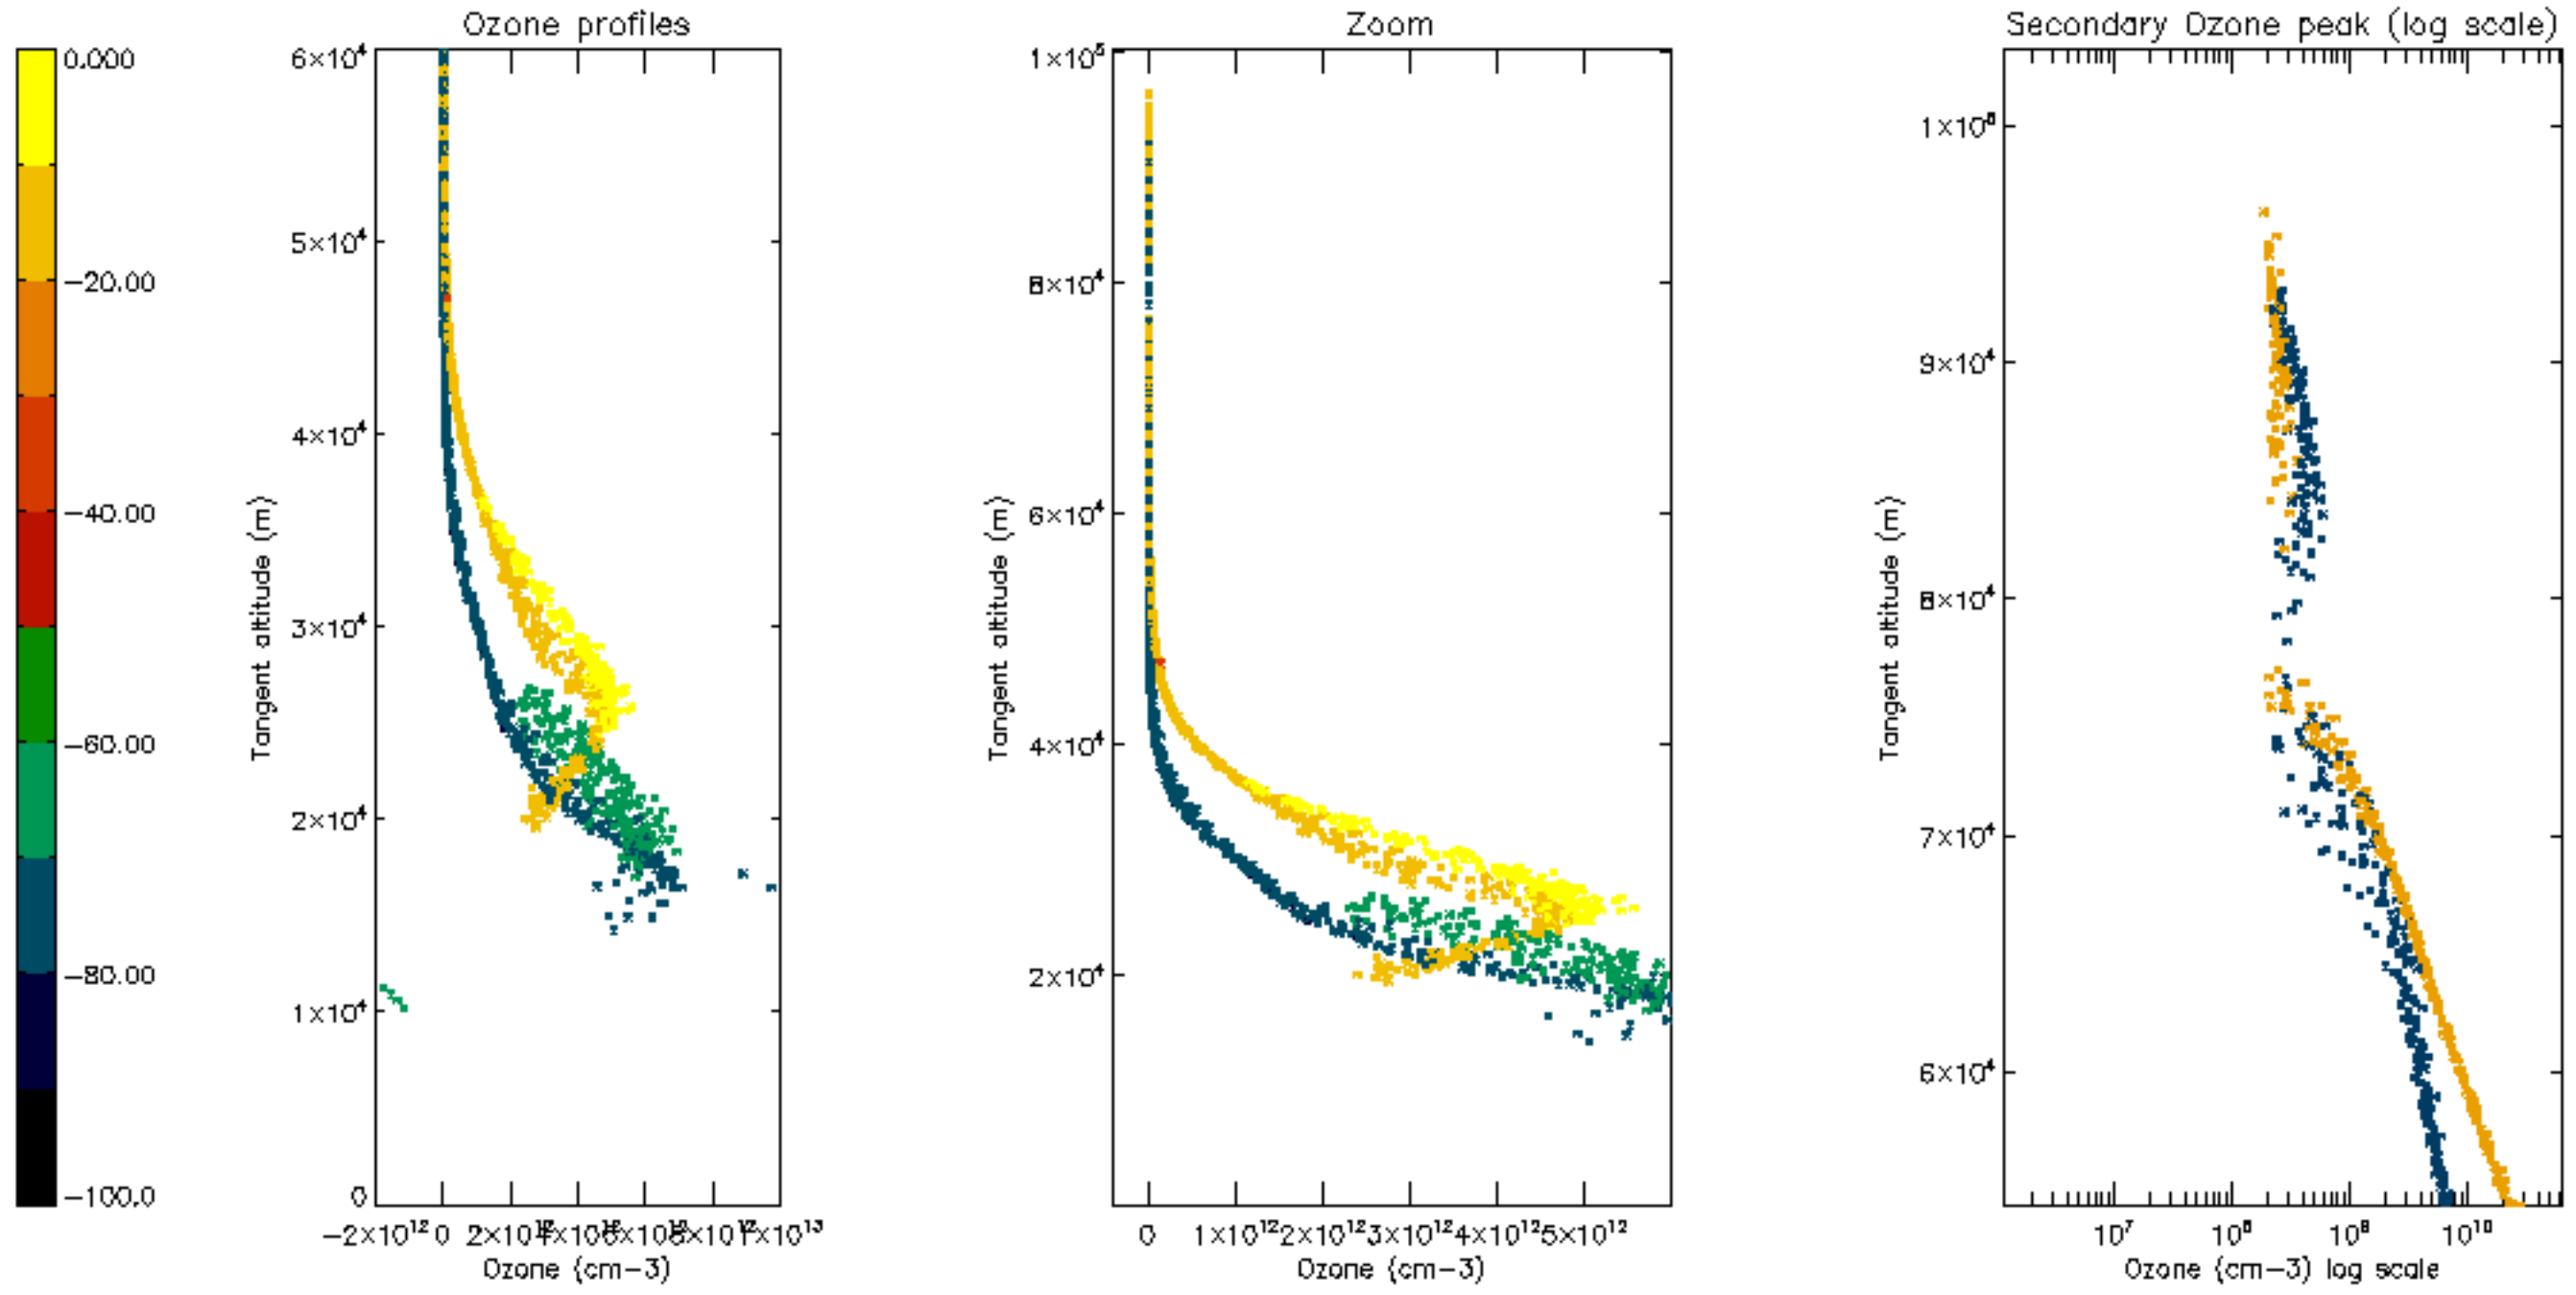 Ozone profiles
Zoom
Secondary Ozone peak (log scale)
0.000
-20.00
-40.00
-60.00
-80.00
-100.0
6×10⁴
5×10⁴
4×10⁴
3×10⁴
2×10⁴
1×10⁴
0
Tangent altitude (m)
-2×10¹² 0
Ozone (cm-3)
1×10⁵
8×10⁴
6×10⁴
4×10⁴
2×10⁴
Tangent altitude (m)
0 1×10¹² 2×10¹² 3×10¹² 4×10¹² 5×10¹²
Ozone (cm-3)
9×10⁴
8×10⁴
7×10⁴
6×10⁴
Tangent altitude (m)
10⁷ 10¹⁰
Ozone (cm-3) log scale